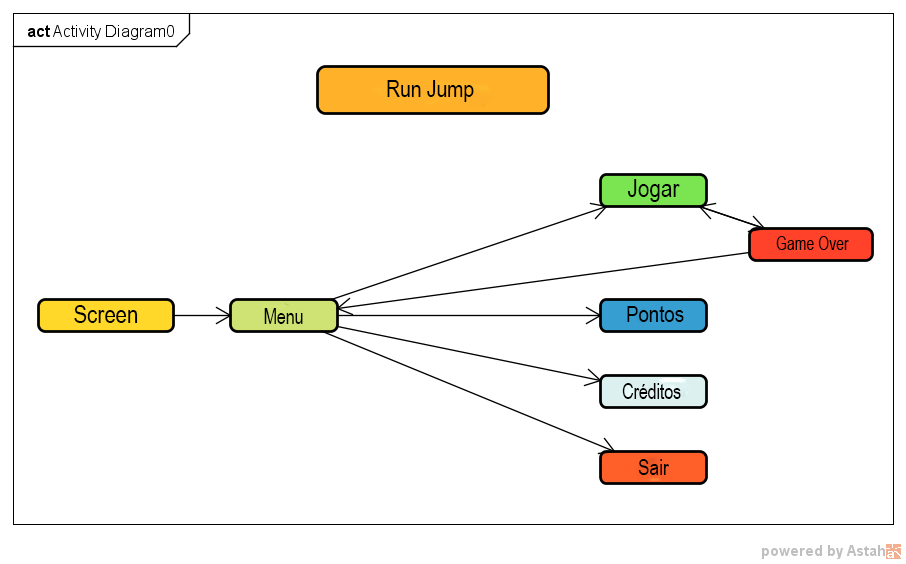 act Activity Diagram0
Run Jump
Jogar
Game Over
Screen
Menu
Pontos
Créditos
Sair
powered by Astah